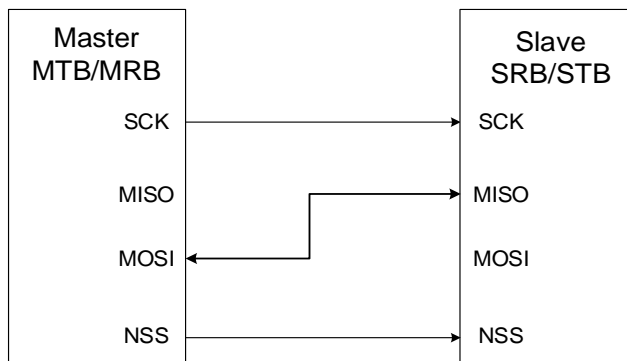 Master
MTB/MRB
SCK
MISO
MOSI
NSS
Slave
SRB/STB
SCK
MISO
MOSI
NSS